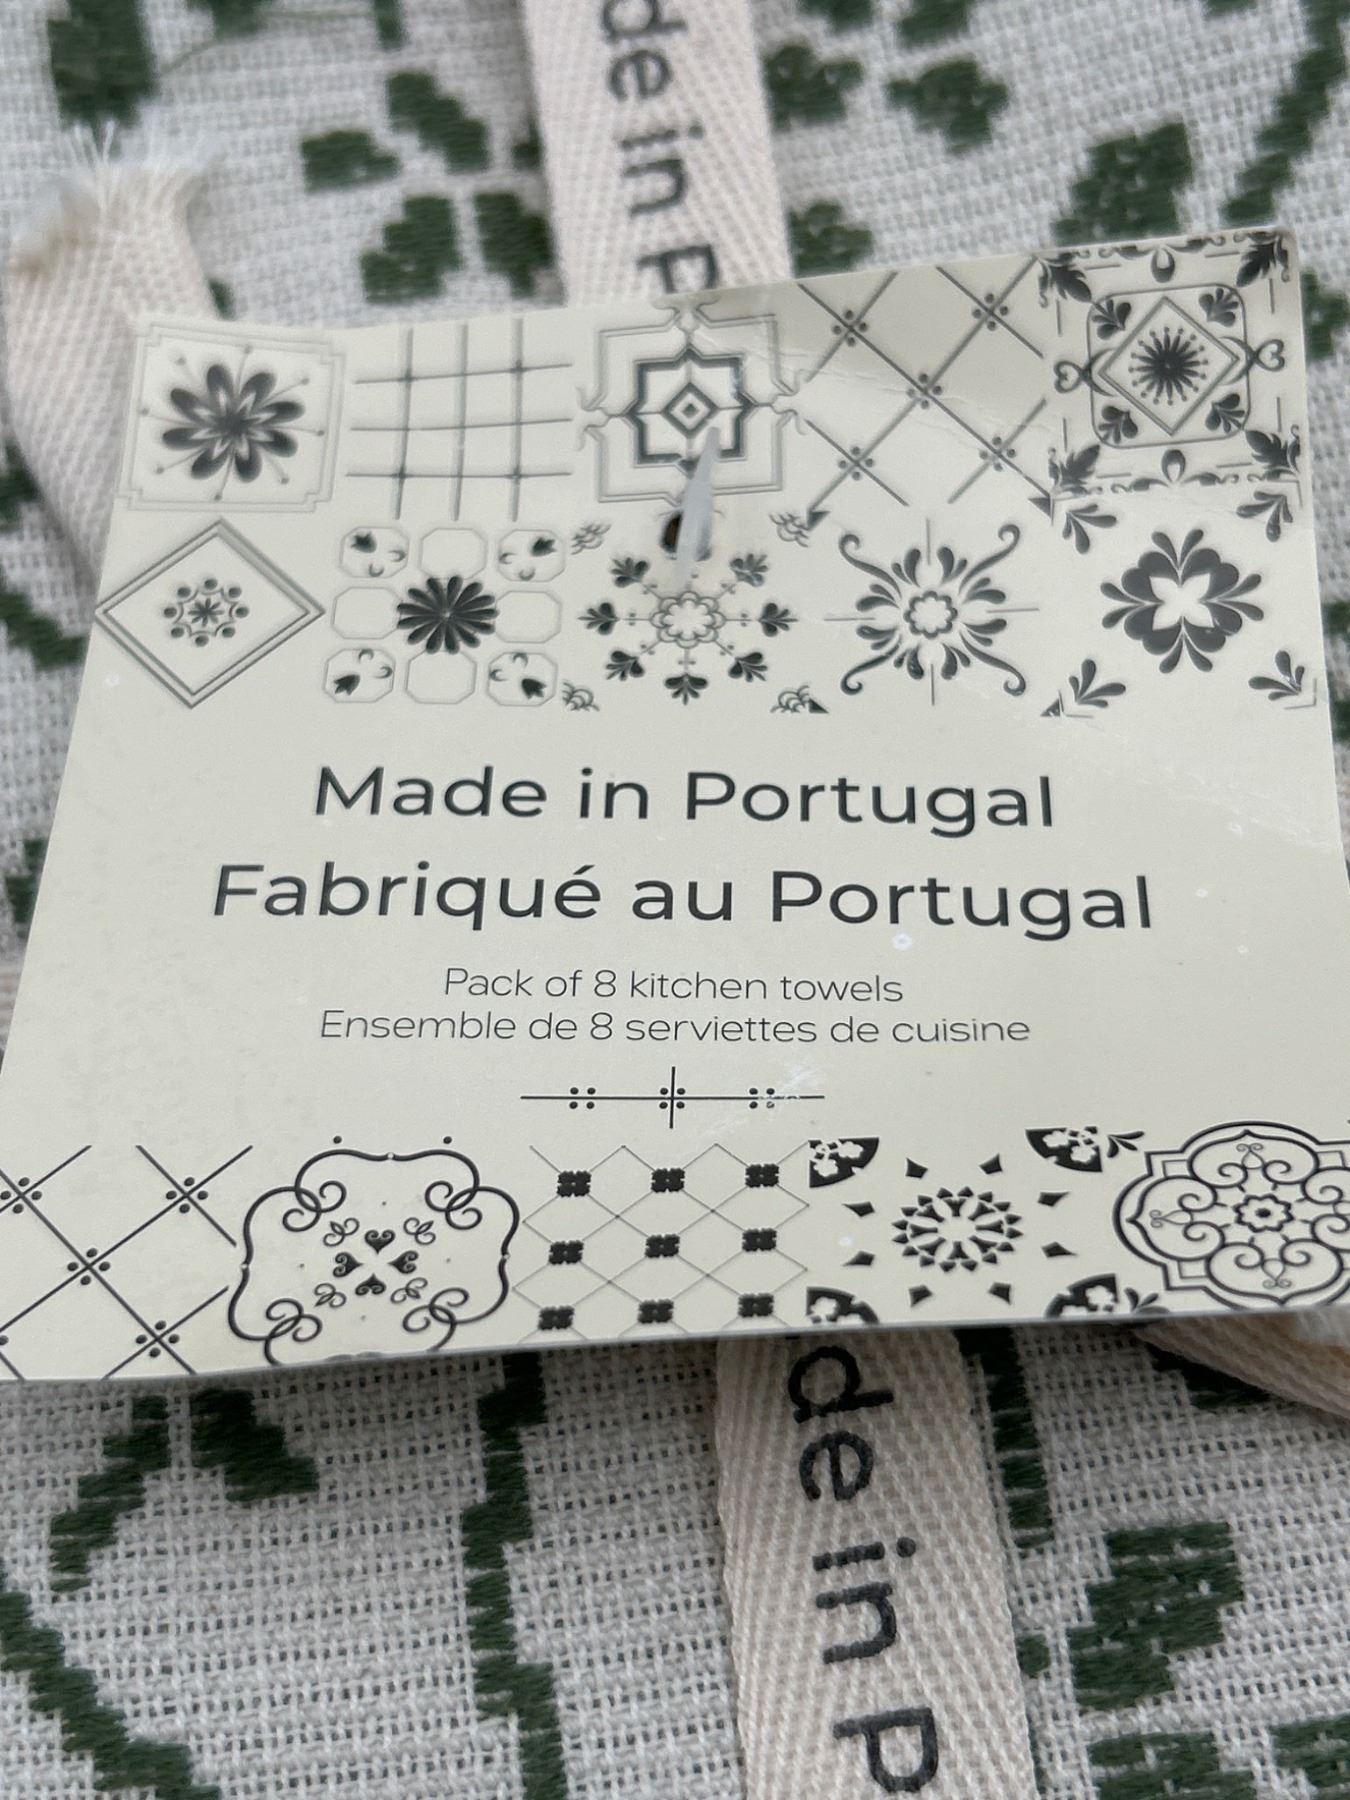 de in P
Made in Portugal
Fabriqué au Portugal
Pack of 8 kitchen towels
Ensemble de 8 serviettes de cuisine
de in P